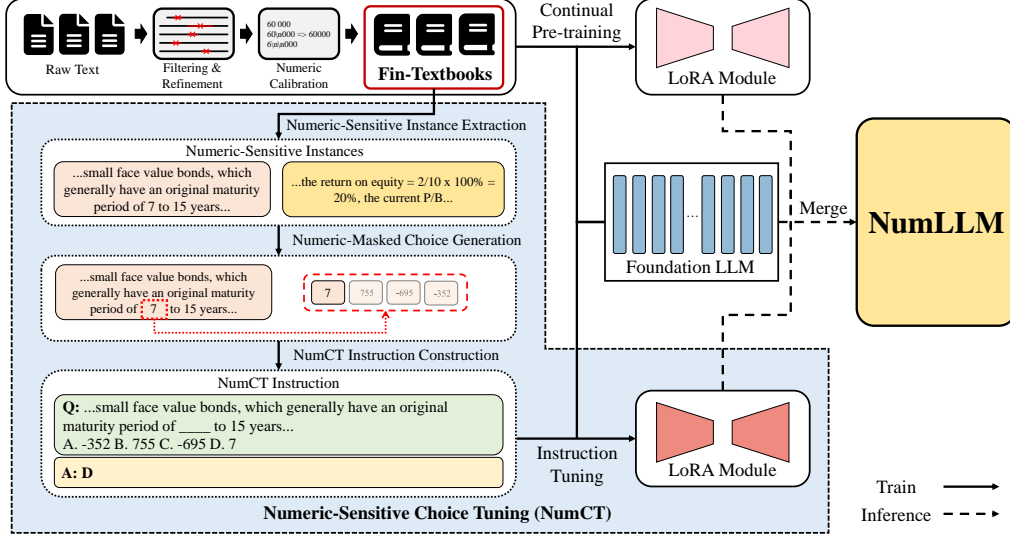 Raw Text
Filtering &
Refinement
60 000
60\n000 => 60000
6\n\n000
Numeric
Calibration
Fin-Textbooks
Continual
Pre-training
LoRA Module
Numeric-Sensitive Instance Extraction
Numeric-Sensitive Instances
...small face value bonds, which
generally have an original maturity
period of 7 to 15 years...
...the return on equity = 2/10 x 100% =
20%, the current P/B...
Numeric-Masked Choice Generation
...small face value bonds, which
generally have an original maturity
period of 7 to 15 years...
7 755 -695 -352
NumCT Instruction Construction
NumCT Instruction
Q: ...small face value bonds, which generally have an original
maturity period of ____ to 15 years...
A. -352 B. 755 C. -695 D. 7
A: D
Numeric-Sensitive Choice Tuning (NumCT)
...
Foundation LLM
Merge
NumLLM
Instruction
Tuning
LoRA Module
Train
Inference